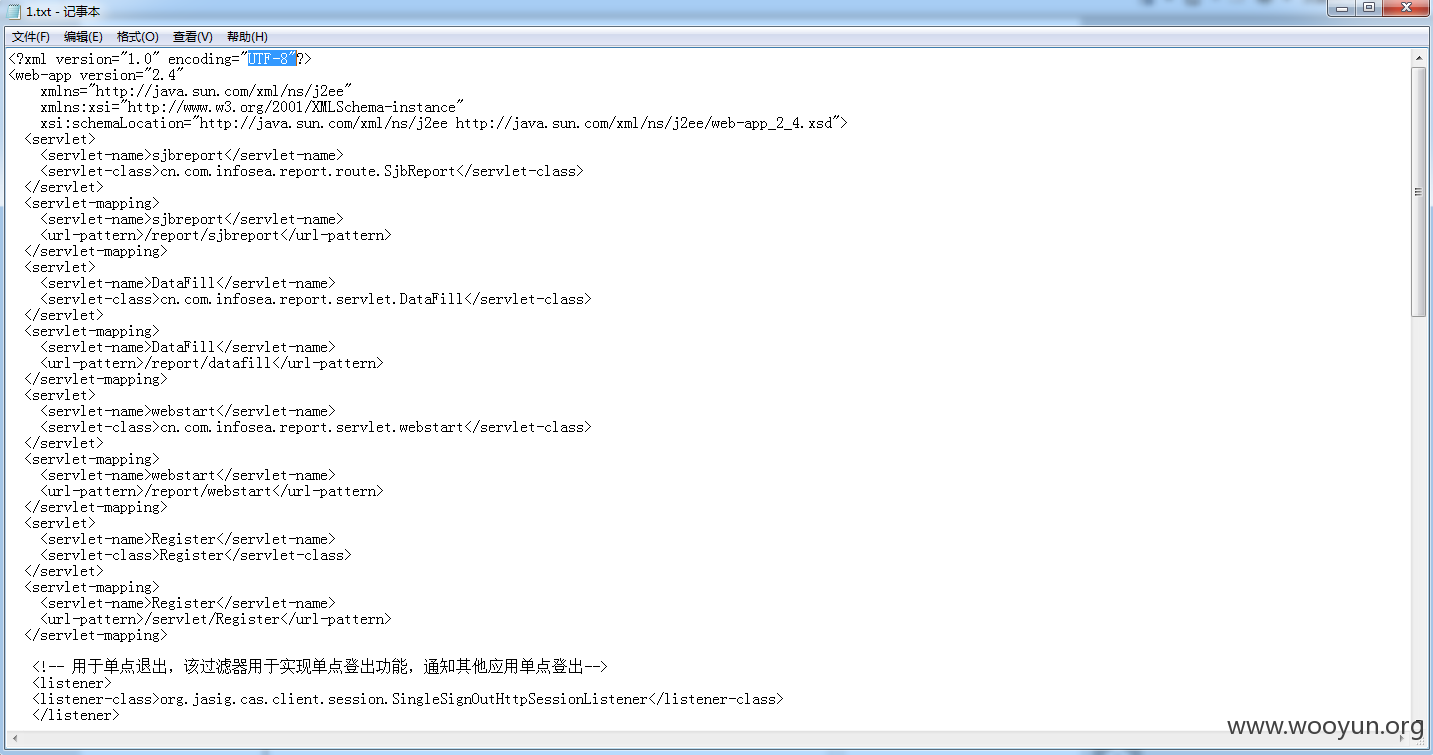 1.txt - 记事本
文件(F) 编辑(E) 格式(O) 查看(V) 帮助(H)
<?xml version="1.0" encoding="UTF-8"?>
<web-app version="2.4"
    xmlns="http://java.sun.com/xml/ns/j2ee"
    xmlns:xsi="http://www.w3.org/2001/XMLSchema-instance"
    xsi:schemaLocation="http://java.sun.com/xml/ns/j2ee http://java.sun.com/xml/ns/j2ee/web-app_2_4.xsd">
  <servlet>
    <servlet-name>sjbreport</servlet-name>
    <servlet-class>cn.com.infosea.report.route.SjbReport</servlet-class>
  </servlet>
  <servlet-mapping>
    <servlet-name>sjbreport</servlet-name>
    <url-pattern>/report/sjbreport</url-pattern>
  </servlet-mapping>
  <servlet>
    <servlet-name>DataFill</servlet-name>
    <servlet-class>cn.com.infosea.report.servlet.DataFill</servlet-class>
  </servlet>
  <servlet-mapping>
    <servlet-name>DataFill</servlet-name>
    <url-pattern>/report/datafill</url-pattern>
  </servlet-mapping>
  <servlet>
    <servlet-name>webstart</servlet-name>
    <servlet-class>cn.com.infosea.report.servlet.webstart</servlet-class>
  </servlet>
  <servlet-mapping>
    <servlet-name>webstart</servlet-name>
    <url-pattern>/report/webstart</url-pattern>
  </servlet-mapping>
  <servlet>
    <servlet-name>Register</servlet-name>
    <servlet-class>Register</servlet-class>
  </servlet>
  <servlet-mapping>
    <servlet-name>Register</servlet-name>
    <url-pattern>/servlet/Register</url-pattern>
  </servlet-mapping>
   <!-- 用于单点退出，该过滤器用于实现单点登出功能，通知其他应用单点登出-->
   <listener>
   <listener-class>org.jasig.cas.client.session.SingleSignOutHttpSessionListener</listener-class>
   </listener>
www.wooyun.org